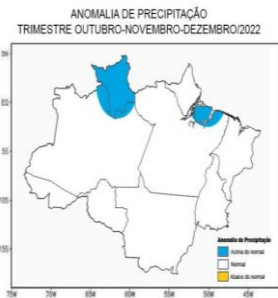 ANOMALIA DE PRECIPITAÇÃO
TRIMESTRE OUTUBRO-NOVEMBRO-DEZEMBRO/2022
5N
EQ
5S
10S
15S
75W
70W
65W
60W
55W
50W
45W
Anomalia de Precipitação
Acima do normal
Normal
Abaixo do normal